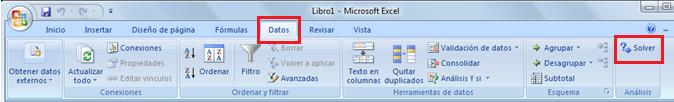 Libro1 - Microsoft Excel
Inicio Insertar Diseño de página Fórmulas Datos Revisar Vista
Obtener datos externos
Actualizar todo
Conexiones
Propiedades
Editar vínculos
Conexiones
Ordenar
Filtro
Borrar
Volver a aplicar
Avanzadas
Ordenar y filtrar
Texto en columnas
Quitar duplicados
Validación de datos
Consolidar
Análisis Y si
Herramientas de datos
Agrupar
Desagrupar
Subtotal
Esquema
Solver
Análisis